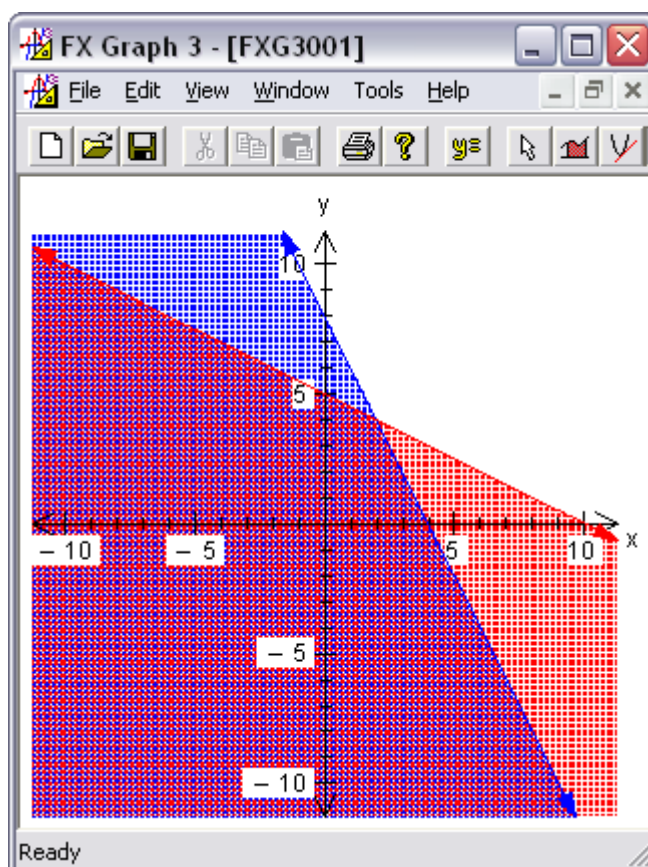 FX Graph 3 - [FXG3001]
File Edit View Window Tools Help
y=
y
10
5
– 10 – 5 5 10 x
– 5
– 10
Ready